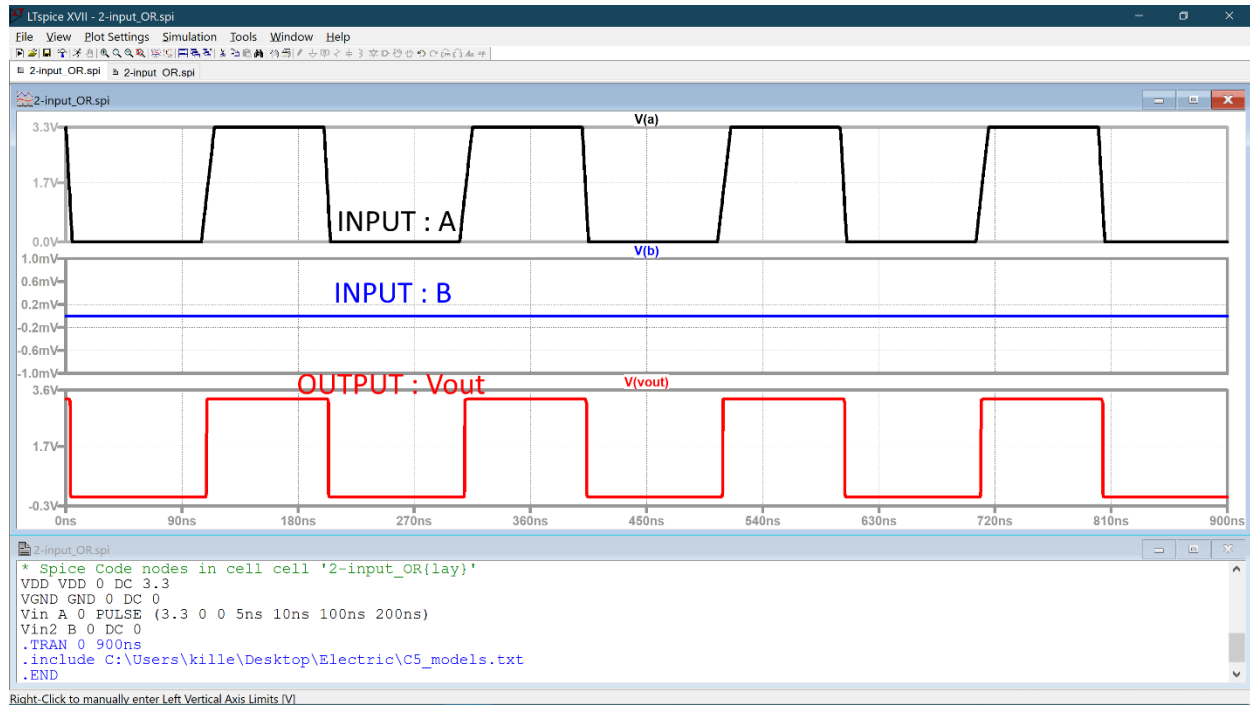 LTspice XVII - 2-input_OR.spi
File View Plot Settings Simulation Tools Window Help
2-input_OR.spi 2-input_OR.spi
2-input_OR.spi
V(a)
3.3V
1.7V
INPUT : A
0.0V
V(b)
1.0mV
0.6mV
INPUT : B
0.2mV
-0.2mV
-0.6mV
-1.0mV
OUTPUT : Vout
V(vout)
3.6V
1.7V
-0.3V
0ns 90ns 180ns 270ns 360ns 450ns 540ns 630ns 720ns 810ns 900ns
2-input_OR.spi
* Spice Code nodes in cell cell '2-input_OR{lay}'
VDD VDD 0 DC 3.3
VGND GND 0 DC 0
Vin A 0 PULSE (3.3 0 0 5ns 10ns 100ns 200ns)
Vin2 B 0 DC 0
.TRAN 0 900ns
.include C:\Users\kille\Desktop\Electric\C5_models.txt
.END
Right-Click to manually enter Left Vertical Axis Limits [V]